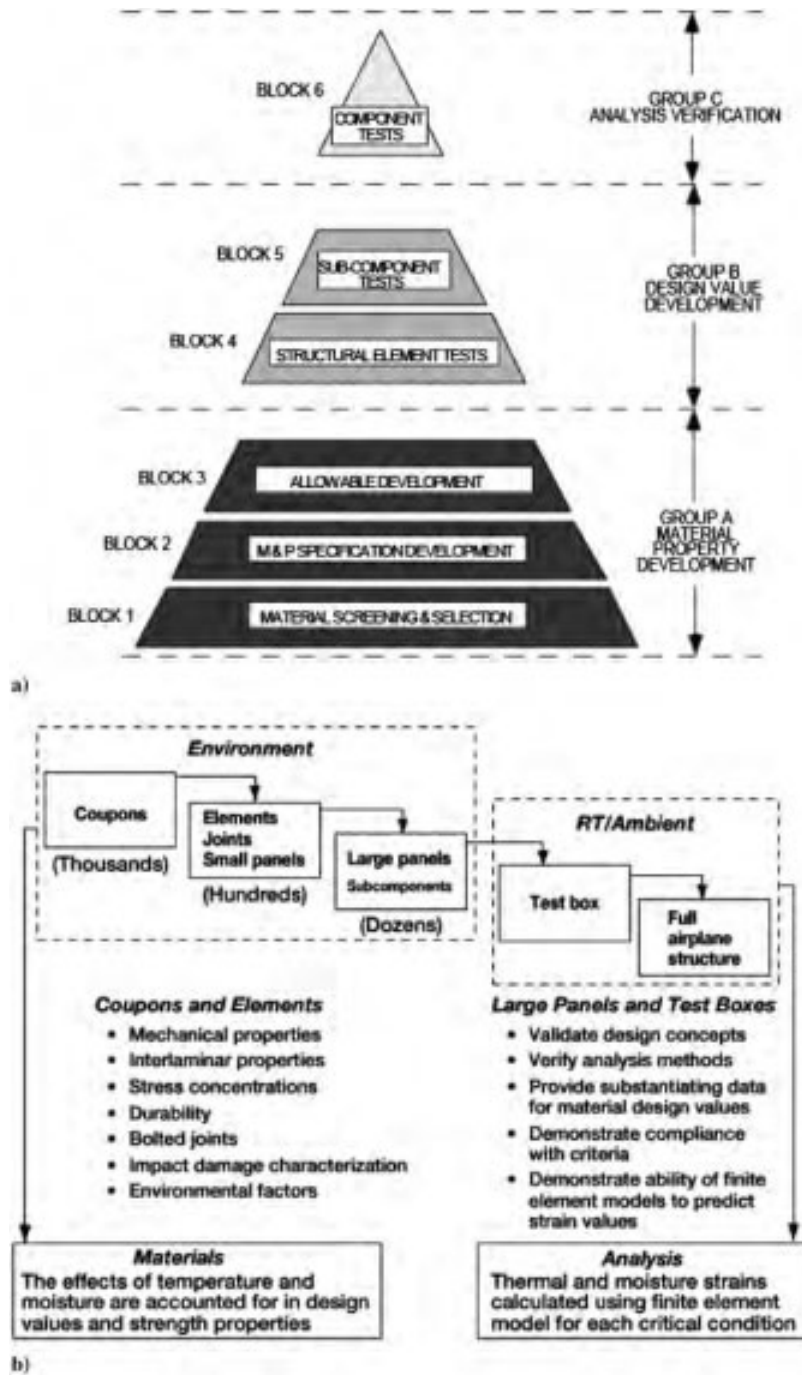 BLOCK 6
COMPONENT
TESTS
GROUP C
ANALYSIS VERIFICATION
BLOCK 5
SUB-COMPONENT
TESTS
GROUP B
DESIGN VALUE
DEVELOPMENT
BLOCK 4
STRUCTURAL ELEMENT TESTS
BLOCK 3
ALLOWABLE DEVELOPMENT
GROUP A
MATERIAL
PROPERTY
DEVELOPMENT
BLOCK 2
M & P SPECIFICATION DEVELOPMENT
BLOCK 1
MATERIAL SCREENING & SELECTION
a)
Environment
Coupons
(Thousands)
Elements
Joints
Small panels
(Hundreds)
Large panels
Subcomponents
(Dozens)
RT/Ambient
Test box
Full
airplane
structure
Coupons and Elements
• Mechanical properties
• Interlaminar properties
• Stress concentrations
• Durability
• Bolted joints
• Impact damage characterization
• Environmental factors
Large Panels and Test Boxes
• Validate design concepts
• Verify analysis methods
• Provide substantiating data
for material design values
• Demonstrate compliance
with criteria
• Demonstrate ability of finite
element models to predict
strain values
Materials
The effects of temperature and
moisture are accounted for in design
values and strength properties
Analysis
Thermal and moisture strains
calculated using finite element
model for each critical condition
b)